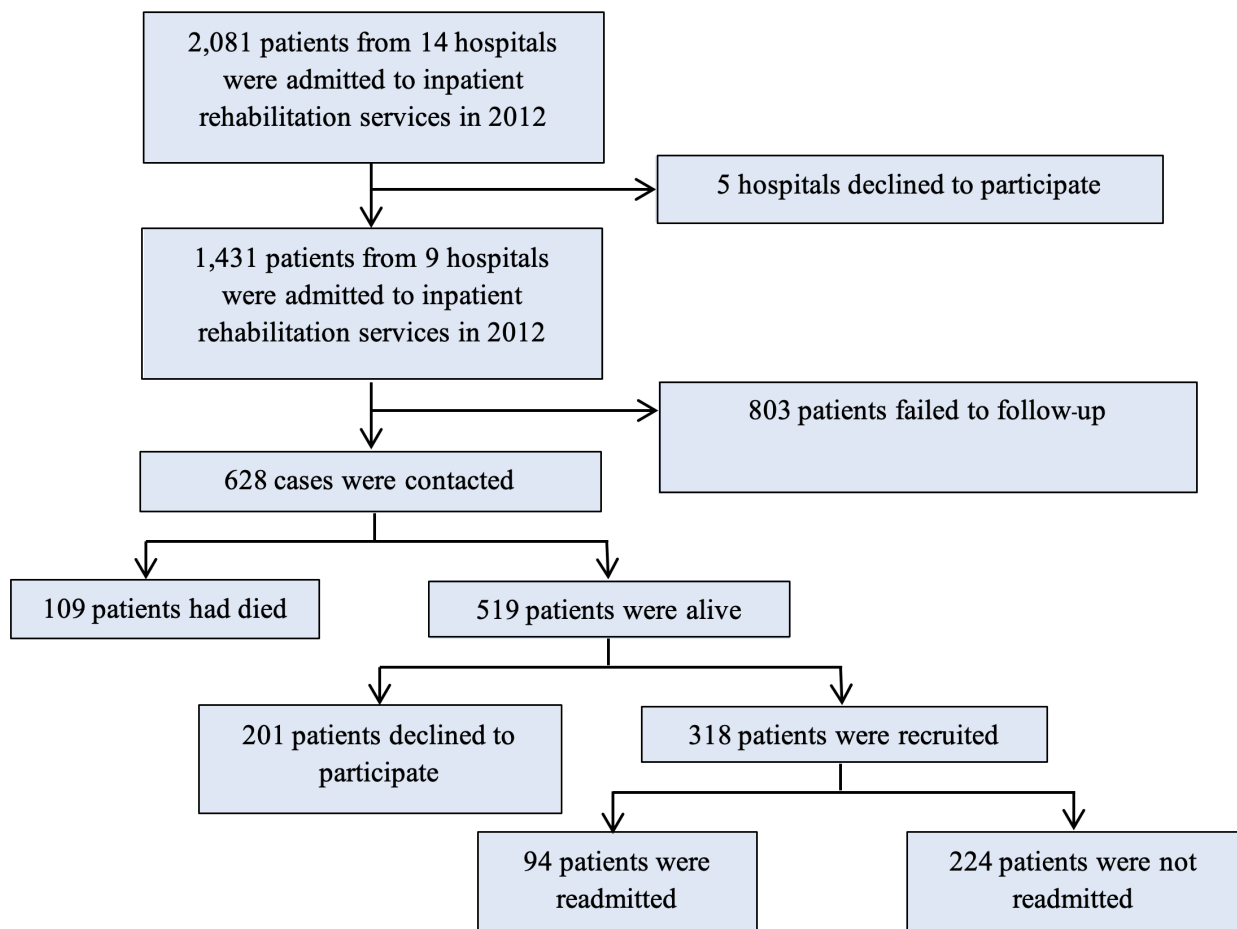 2,081 patients from 14 hospitals
were admitted to inpatient
rehabilitation services in 2012
5 hospitals declined to participate
1,431 patients from 9 hospitals
were admitted to inpatient
rehabilitation services in 2012
803 patients failed to follow-up
628 cases were contacted
109 patients had died
519 patients were alive
201 patients declined to
participate
318 patients were recruited
94 patients were
readmitted
224 patients were not
readmitted